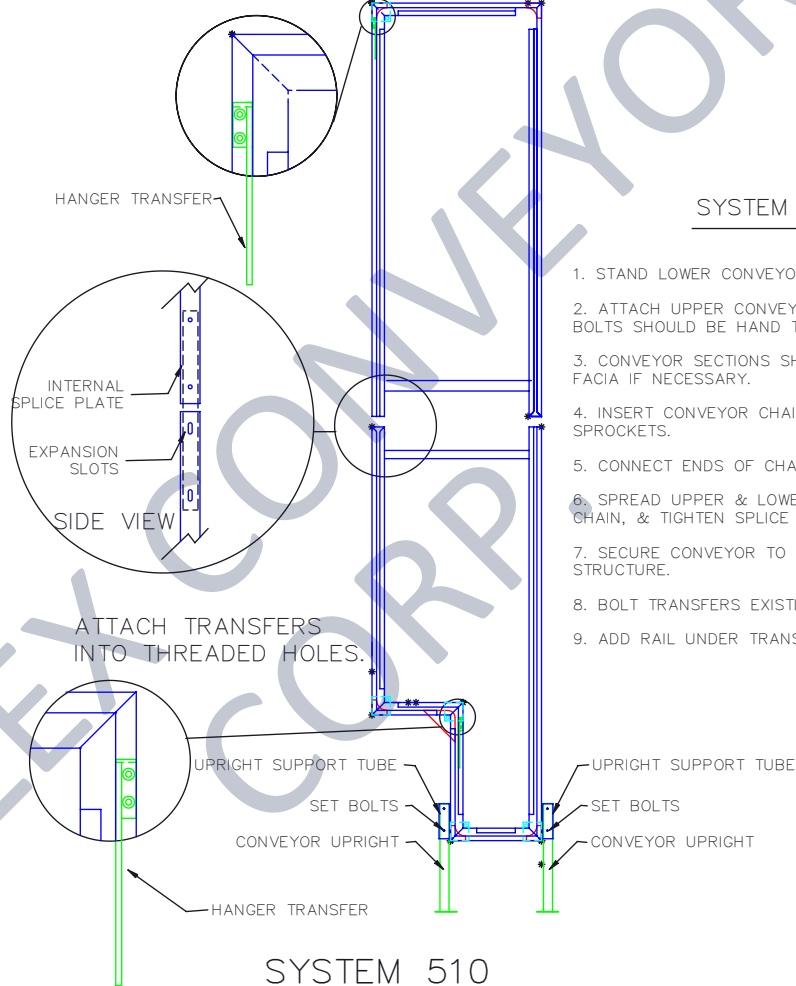 HANGER TRANSFER
INTERNAL
SPLICE PLATE
EXPANSION
SLOTS
SIDE VIEW
ATTACH TRANSFERS
INTO THREADED HOLES.
UPRIGHT SUPPORT TUBE
SET BOLTS
CONVEYOR UPRIGHT
HANGER TRANSFER
UPRIGHT SUPPORT TUBE
SET BOLTS
CONVEYOR UPRIGHT
SYSTEM 510
SYSTEM
1. STAND LOWER CONVEYO
2. ATTACH UPPER CONVEY
BOLTS SHOULD BE HAND T
3. CONVEYOR SECTIONS SH
FACIA IF NECESSARY.
4. INSERT CONVEYOR CHAI
SPROCKETS.
5. CONNECT ENDS OF CHA
6. SPREAD UPPER & LOWE
CHAIN, & TIGHTEN SPLICE
7. SECURE CONVEYOR TO
STRUCTURE.
8. BOLT TRANSFERS EXISTI
9. ADD RAIL UNDER TRANS
LEX CONVEYOR
CORP.